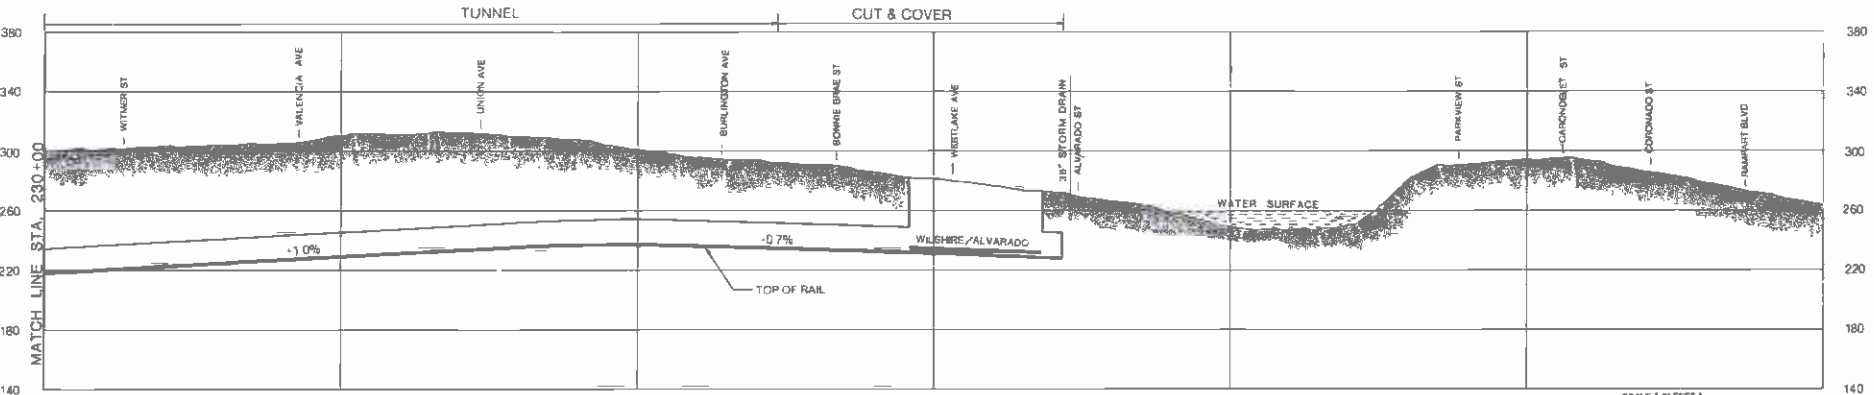 TUNNEL
CUT & COVER
380
380
340
340
300
300
260
260
220
220
180
180
140
140
MATCH LINE STA. 230+00
WITMER ST
VALENCIA AVE
UNION AVE
BURLINGTON AVE
BONNIE BRAE ST
WESTLAKE AVE
36" STORM DRAIN
ALVARADO ST
PARKVIEW ST
CARONDELET ST
CORONADO ST
RAMPART BLVD
WATER SURFACE
+1.0%
-0.7%
WILSHIRE/ALVARADO
TOP OF RAIL